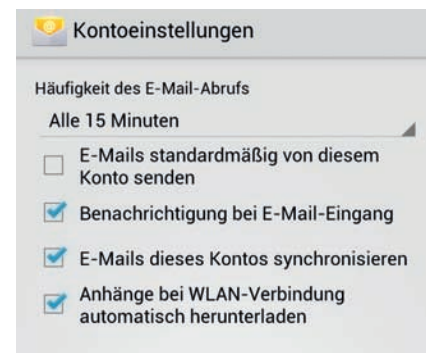 Kontoeinstellungen
Häufigkeit des E-Mail-Abrufs
Alle 15 Minuten
E-Mails standardmäßig von diesem
Konto senden
Benachrichtigung bei E-Mail-Eingang
E-Mails dieses Kontos synchronisieren
Anhänge bei WLAN-Verbindung
automatisch herunterladen